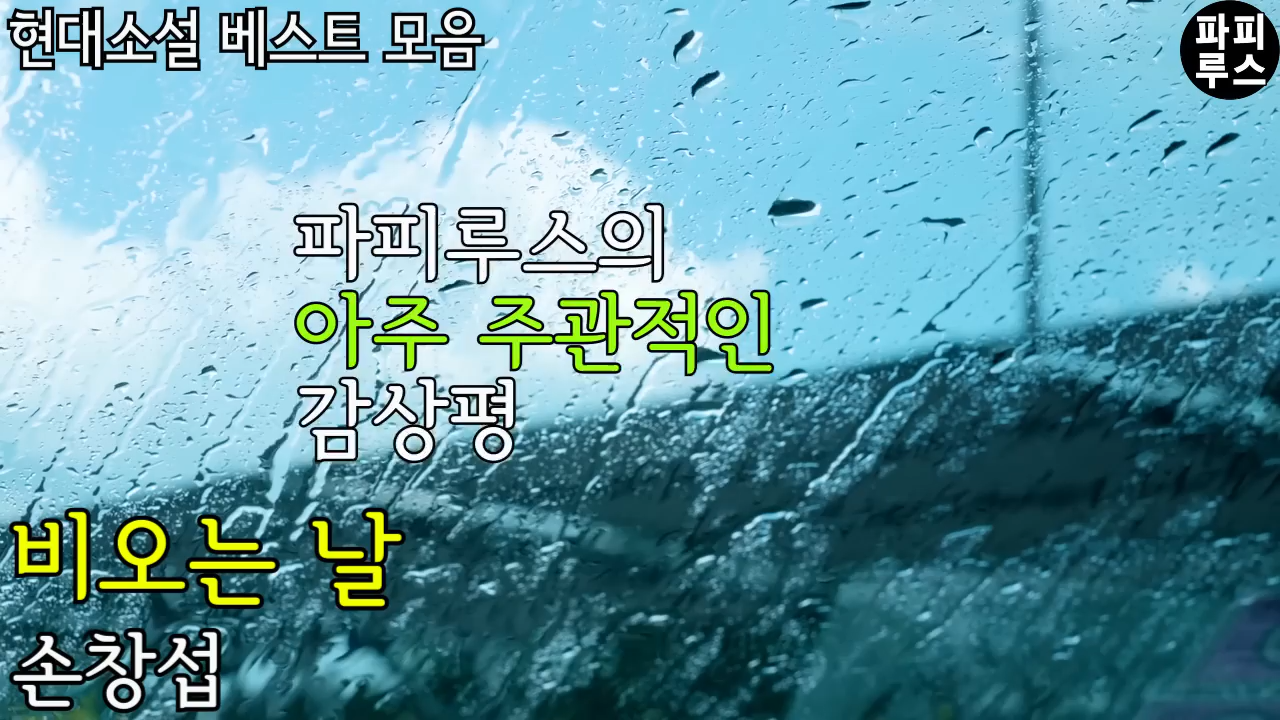 현대소설 베스트 모음
파피
루스
파피루스의
아주 주관적인
감상평
비오는 날
손창섭